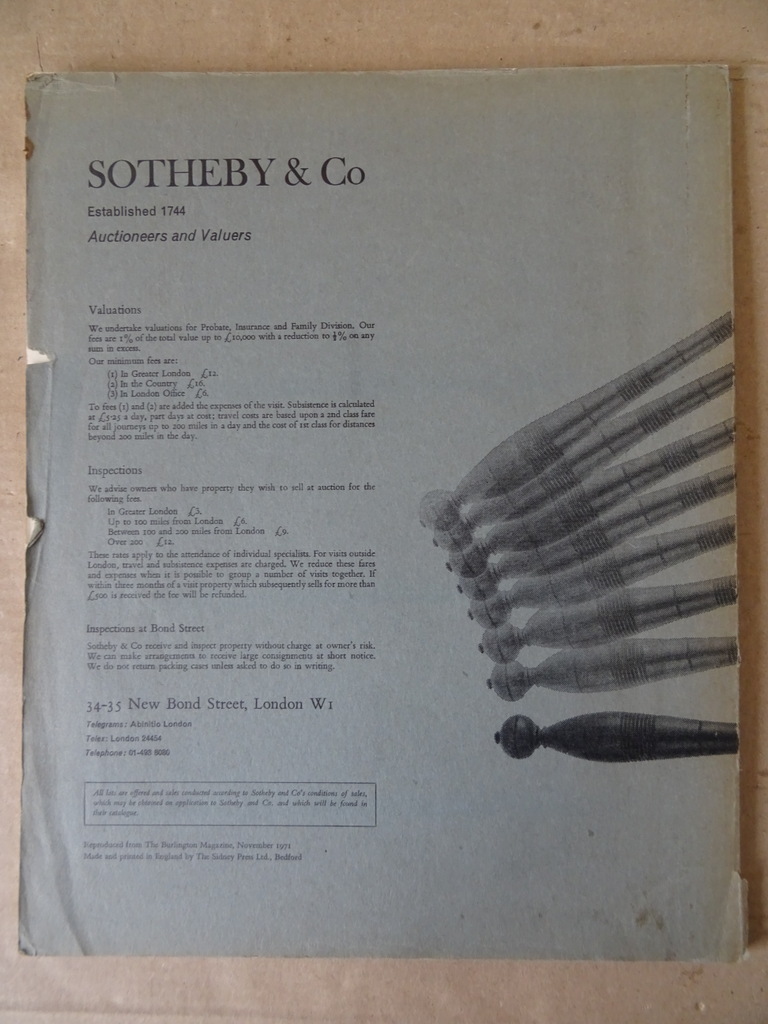 SOTHEBY & Co
Established 1744
Auctioneers and Valuers
Valuations
We undertake valuations for Probate, Insurance and Family Division. Our
fees are 1% of the total value up to £10,000 with a reduction to ½% on any
sum in excess.
Our minimum fees are:
(1) In Greater London £12.
(2) In the Country £16.
(3) In London Office £6.
To fees (1) and (2) are added the expenses of the visit. Subsistence is calculated
at £5·25 a day, part days at cost; travel costs are based upon a 2nd class fare
for all journeys up to 200 miles in a day and the cost of 1st class for distances
beyond 200 miles in the day.
Inspections
We advise owners who have property they wish to sell at auction for the
following fees.
In Greater London £3.
Up to 100 miles from London £6.
Between 100 and 200 miles from London £9.
Over 200 £12.
These rates apply to the attendance of individual specialists. For visits outside
London, travel and subsistence expenses are charged. We reduce these fares
and expenses when it is possible to group a number of visits together. If
within three months of a visit property which subsequently sells for more than
£500 is received the fee will be refunded.
Inspections at Bond Street
Sotheby & Co receive and inspect property without charge at owner's risk.
We can make arrangements to receive large consignments at short notice.
We do not return packing cases unless asked to do so in writing.
34-35 New Bond Street, London W1
Telegrams: Abinitio London
Telex: London 24454
Telephone: 01-493 8080
All lots are offered and sales conducted according to Sotheby and Co's conditions of sales,
which may be obtained on application to Sotheby and Co. and which will be found in
their catalogue.
Reproduced from The Burlington Magazine, November 1971
Made and printed in England by The Sidney Press Ltd., Bedford